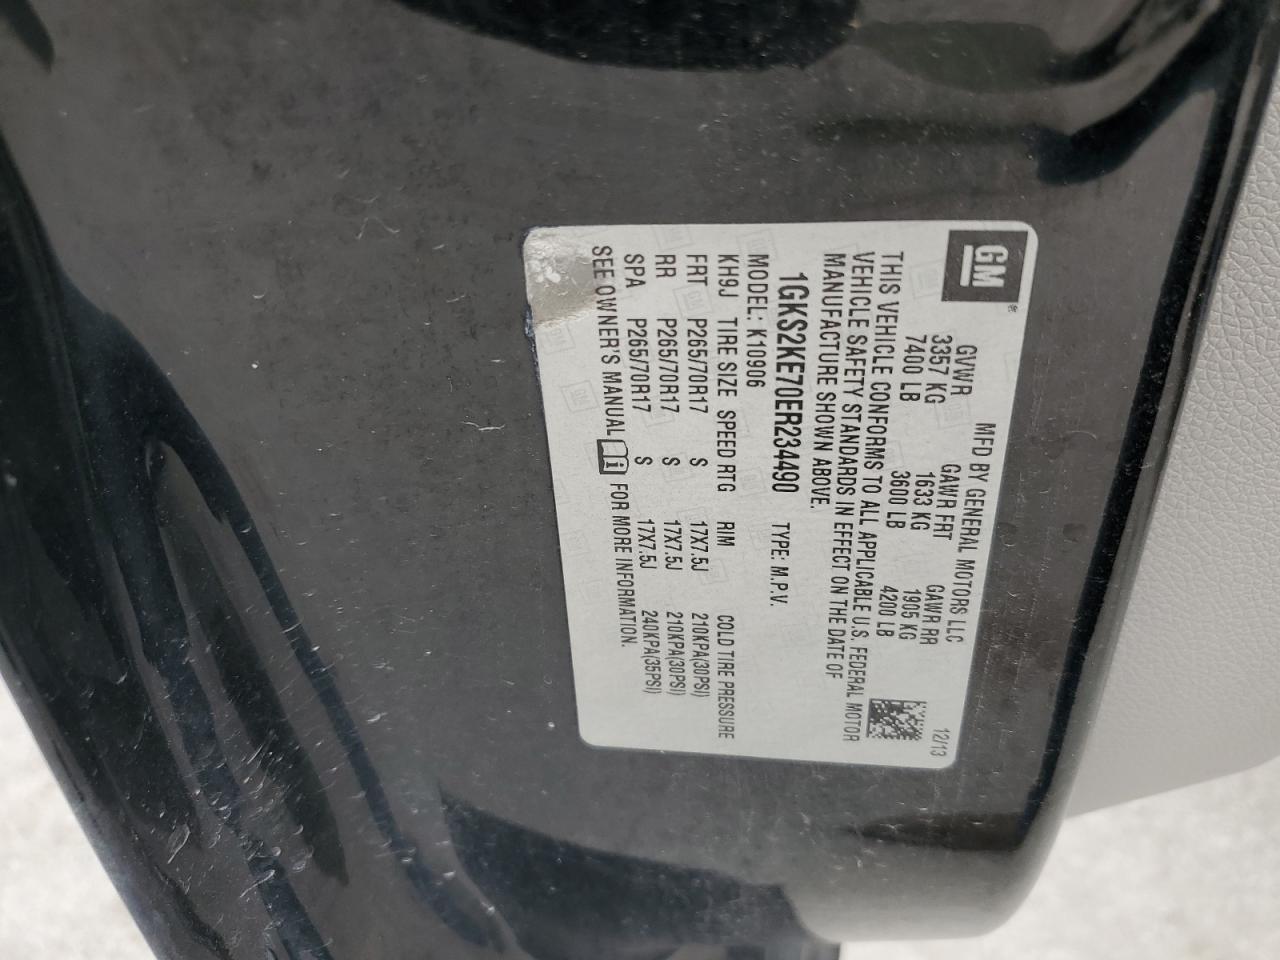 GM®
MFD BY GENERAL MOTORS LLC 12/13
GVWR GAWR FRT GAWR RR
3357 KG 1633 KG 1905 KG
7400 LB 3600 LB 4200 LB
THIS VEHICLE CONFORMS TO ALL APPLICABLE U.S. FEDERAL MOTOR
VEHICLE SAFETY STANDARDS IN EFFECT ON THE DATE OF
MANUFACTURE SHOWN ABOVE.
1GKS2KE70ER234490 TYPE: M.P.V.
MODEL: K10906
KH9J TIRE SIZE SPEED RTG RIM COLD TIRE PRESSURE
FRT P265/70R17 S 17X7.5J 210KPA(30PSI)
RR P265/70R17 S 17X7.5J 210KPA(30PSI)
SPA P265/70R17 S 17X7.5J 240KPA(35PSI)
SEE OWNER'S MANUAL i FOR MORE INFORMATION.